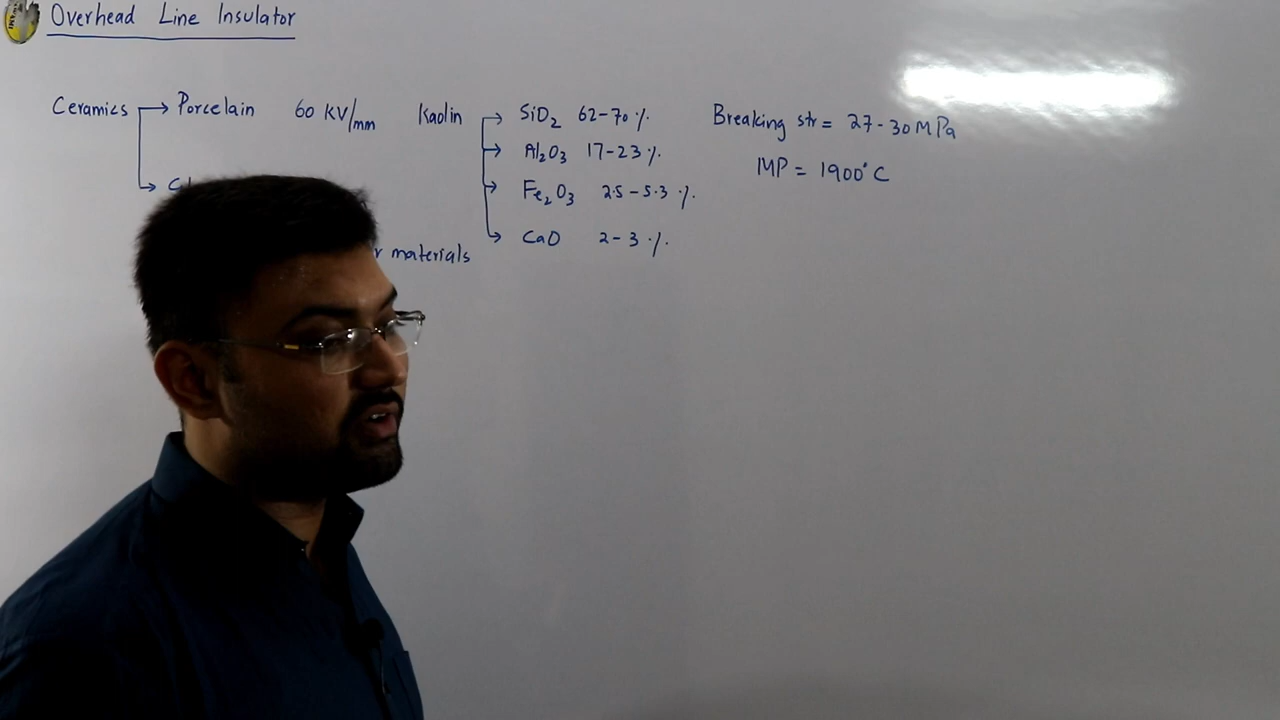 Overhead Line Insulator
Ceramics → Porcelain 60 KV/mm Kaolin → SiO₂ 62-70 % Breaking str = 27-30 MPa
→ Al₂O₃ 17-23 % MP = 1900°C
→ Fe₂O₃ 2.5-5.3 %
→ CaO 2-3 %
materials